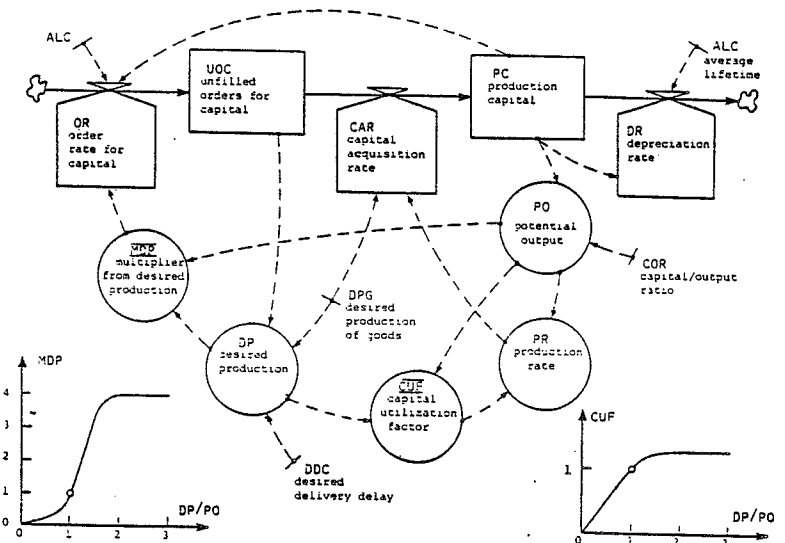 ALC
UOC
unfilled
orders for
capital
PC
production
capital
ALC
average
lifetime
OR
order
rate for
capital
CAR
capital
acquisition
rate
DR
depreciation
rate
PO
potential
output
MDP
multiplier
from desired
production
COR
capital/output
ratio
DPG
desired
production
of goods
DP
desired
production
PR
production
rate
CUF
capital
utilization
factor
DDC
desired
delivery delay
MDP
4
3
2
1
0
0
1
2
3
DP/PO
CUF
1
0
1
2
3
DP/PO